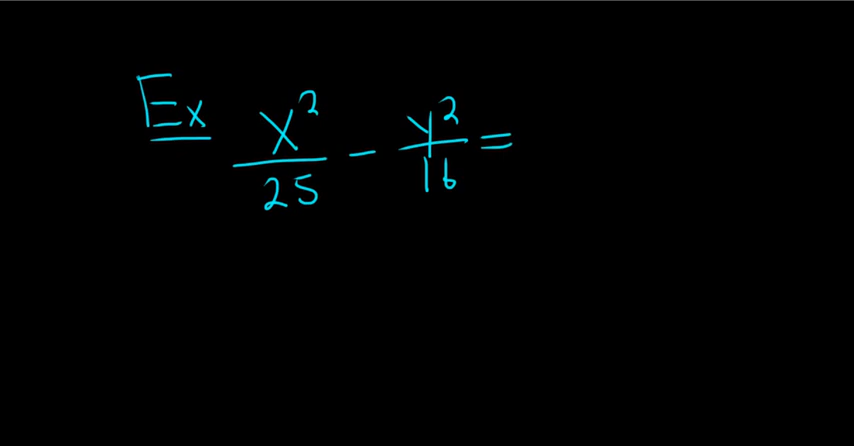 Ex x²/25 - y²/16 =